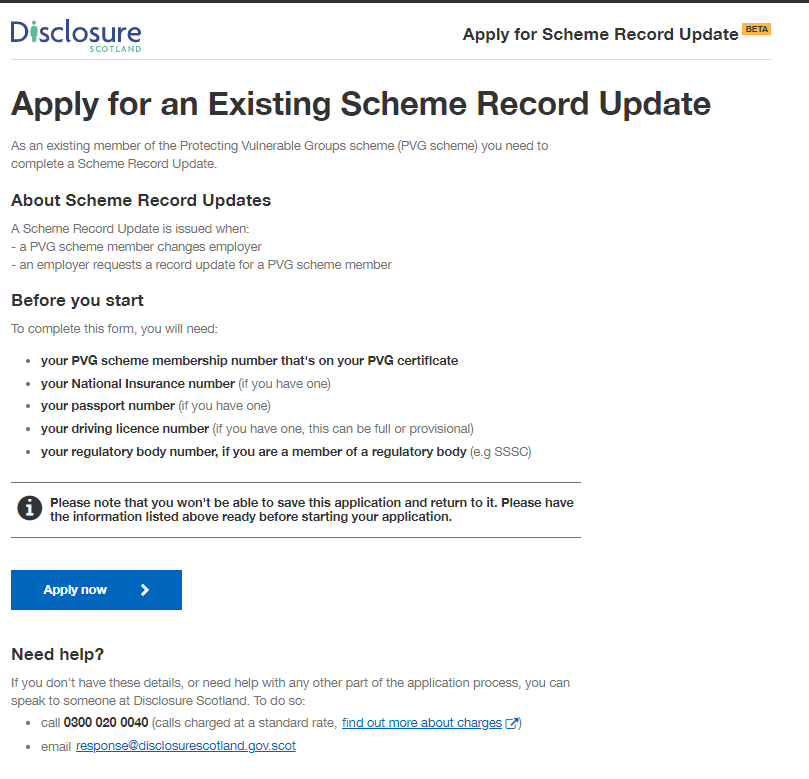 Disclosure
SCOTLAND
Apply for Scheme Record Update BETA
Apply for an Existing Scheme Record Update
As an existing member of the Protecting Vulnerable Groups scheme (PVG scheme) you need to
complete a Scheme Record Update.
About Scheme Record Updates
A Scheme Record Update is issued when:
- a PVG scheme member changes employer
- an employer requests a record update for a PVG scheme member
Before you start
To complete this form, you will need:
• your PVG scheme membership number that's on your PVG certificate
• your National Insurance number (if you have one)
• your passport number (if you have one)
• your driving licence number (if you have one, this can be full or provisional)
• your regulatory body number, if you are a member of a regulatory body (e.g SSSC)
Please note that you won't be able to save this application and return to it. Please have
the information listed above ready before starting your application.
Apply now
Need help?
If you don't have these details, or need help with any other part of the application process, you can
speak to someone at Disclosure Scotland. To do so:
• call 0300 020 0040 (calls charged at a standard rate, find out more about charges)
• email response@disclosurescotland.gov.scot